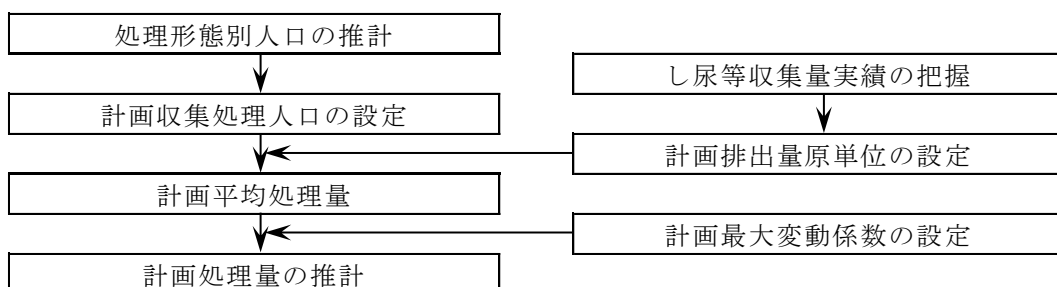 処理形態別人口の推計
し尿等収集量実績の把握
計画収集処理人口の設定
計画排出量原単位の設定
計画平均処理量
計画最大変動係数の設定
計画処理量の推計